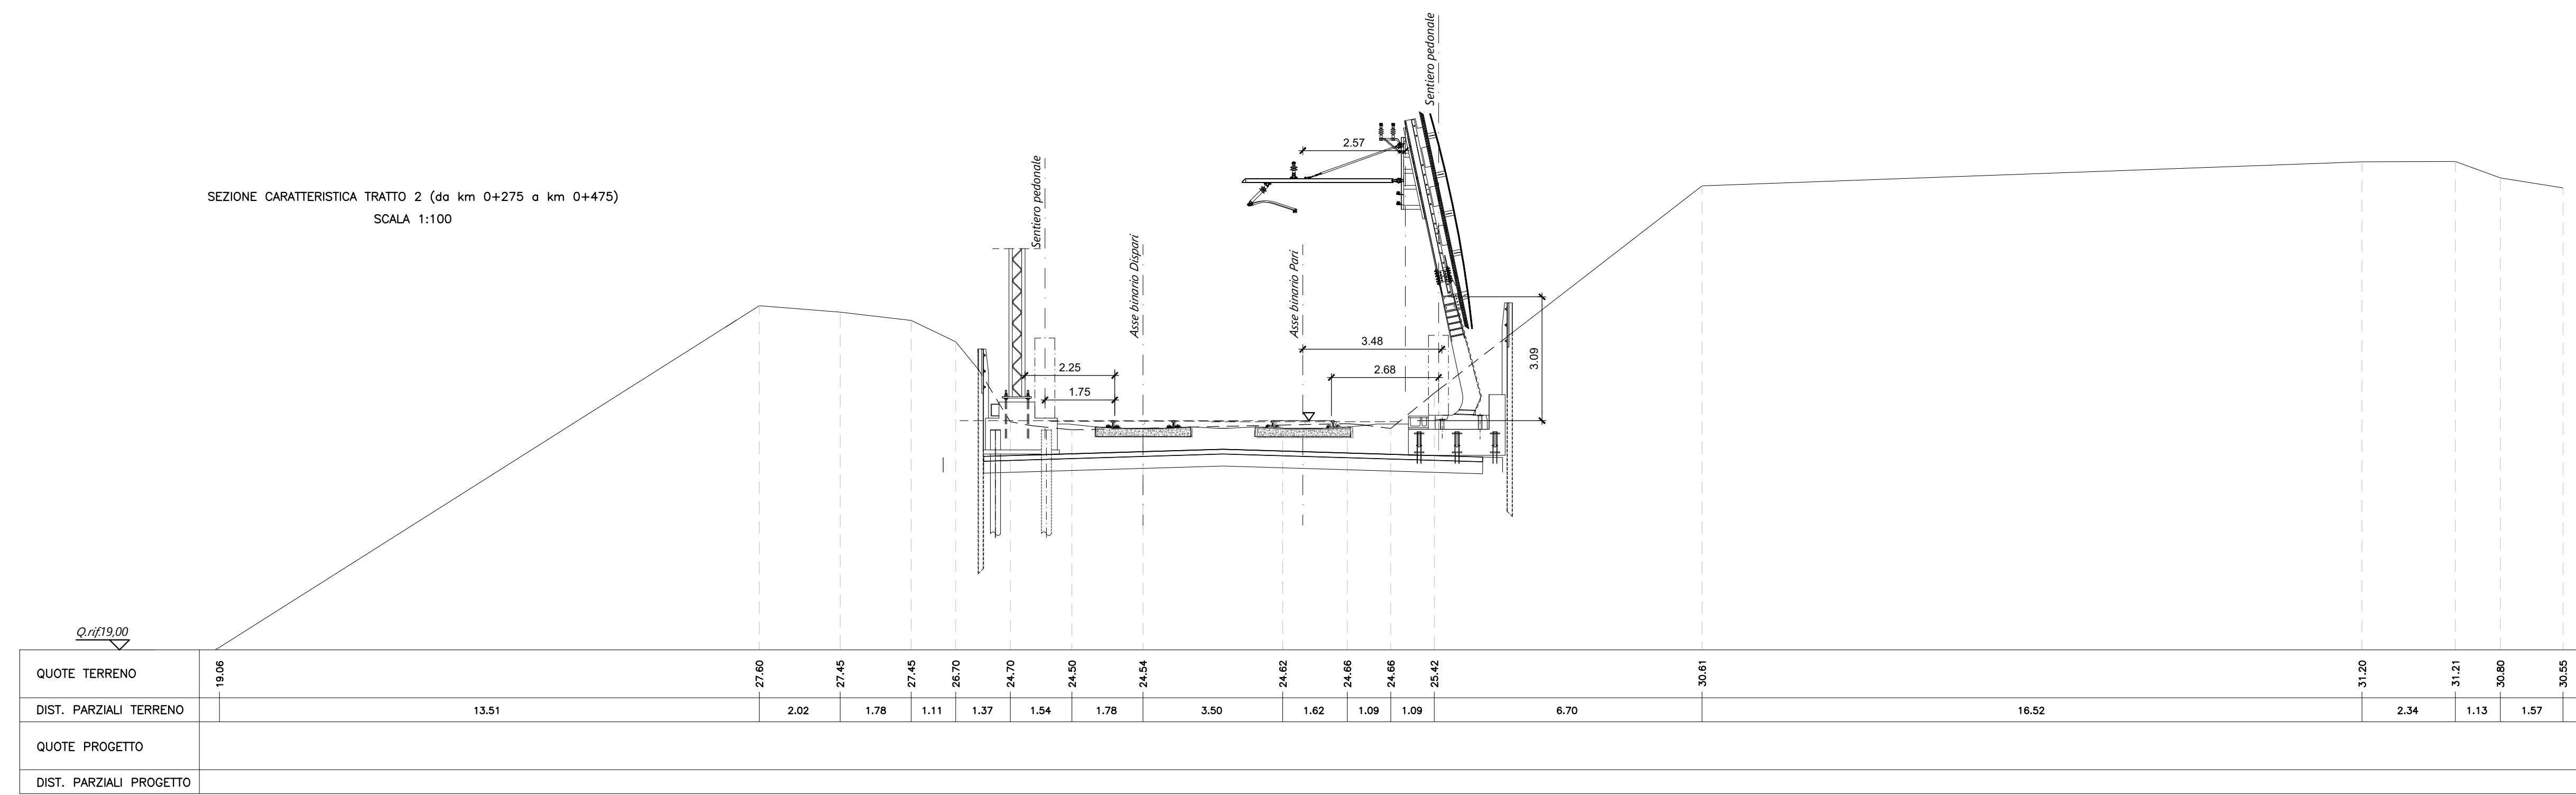 Sentiero pedonale
2.57
SEZIONE CARATTERISTICA TRATTO 2 (da km 0+275 a km 0+475)
SCALA 1:100
Sentiero pedonale
Asse binario Dispari
Asse binario Pari
3.48
3.09
2.25
2.68
1.75
Q.rif.19,00
QUOTE TERRENO 19.06 27.60 27.45 27.45 26.70 24.70 24.50 24.54 24.62 24.66 24.66 25.42 30.61 31.20 31.21 30.80 30.55
DIST. PARZIALI TERRENO 13.51 2.02 1.78 1.11 1.37 1.54 1.78 3.50 1.62 1.09 1.09 6.70 16.52 2.34 1.13 1.57
QUOTE PROGETTO
DIST. PARZIALI PROGETTO